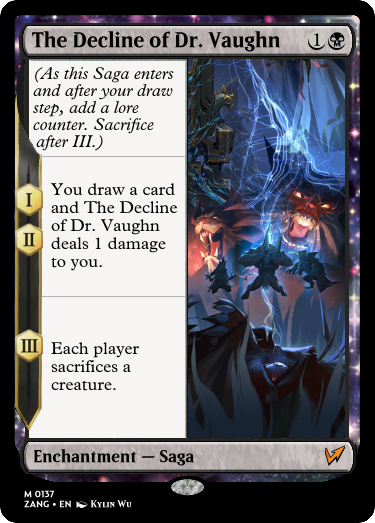 The Decline of Dr. Vaughn 1
(As this Saga enters
and after your draw
step, add a lore
counter. Sacrifice
after III.)
I
II
You draw a card
and The Decline
of Dr. Vaughn
deals 1 damage
to you.
III
Each player
sacrifices a
creature.
Enchantment — Saga
M 0137
ZANG • EN Kylin Wu